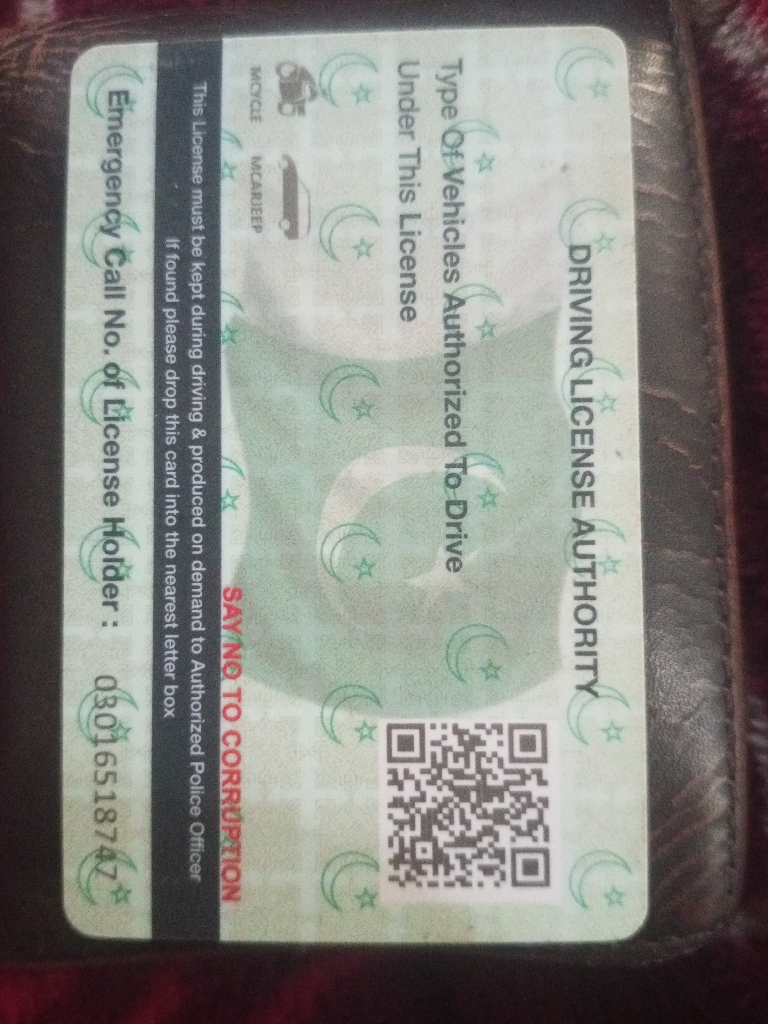 DRIVING LICENSE AUTHORITY
Type Of Vehicles Authorized To Drive
Under This License
MCYCLE MCARJEEP
SAY NO TO CORRUPTION
This License must be kept during driving & produced on demand to Authorized Police Officer
If found please drop this card into the nearest letter box
Emergency Call No. of License Holder : 03016518747